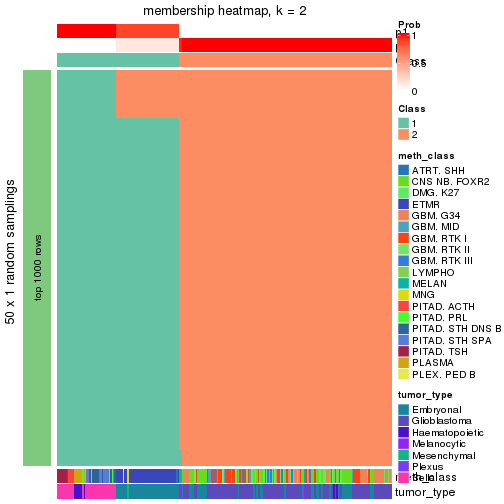 membership heatmap, k = 2
Prob
p1
1
0.5
0
Class
Class
1
2
meth_class
ATRT. SHH
CNS NB. FOXR2
DMG. K27
ETMR
GBM. G34
GBM. MID
GBM. RTK I
GBM. RTK II
GBM. RTK III
LYMPHO
MELAN
MNG
PITAD. ACTH
PITAD. PRL
PITAD. STH DNS B
PITAD. STH SPA
PITAD. TSH
PLASMA
PLEX. PED B
tumor_type
Embryonal
Glioblastoma
Haematopoietic
Melanocytic
Mesenchymal
Plexus
meth_class
tumor_type
50 x 1 random samplings
top 1000 rows